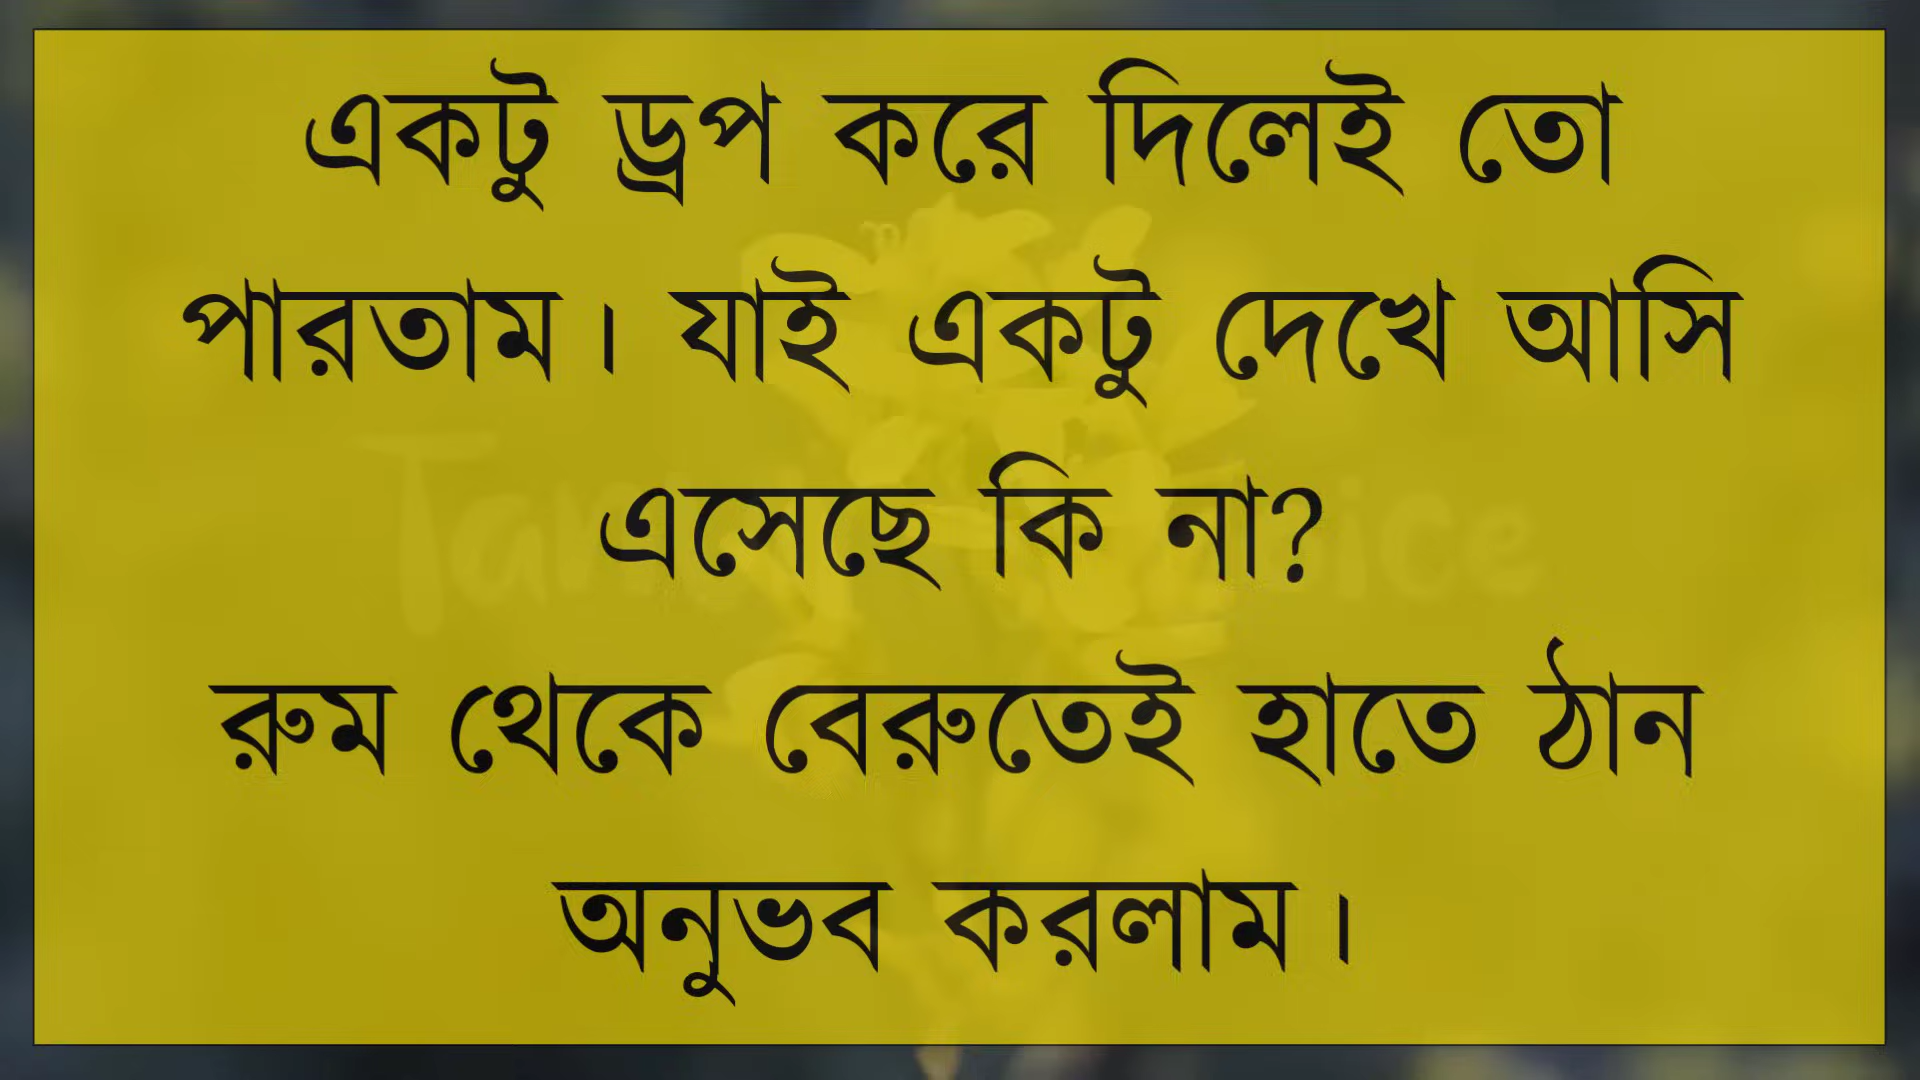 একটু ড্রপ করে দিলেই তো
পারতাম। যাই একটু দেখে আসি
এসেছে কি না?
রুম থেকে বেরুতেই হাতে ঠান
অনুভব করলাম।